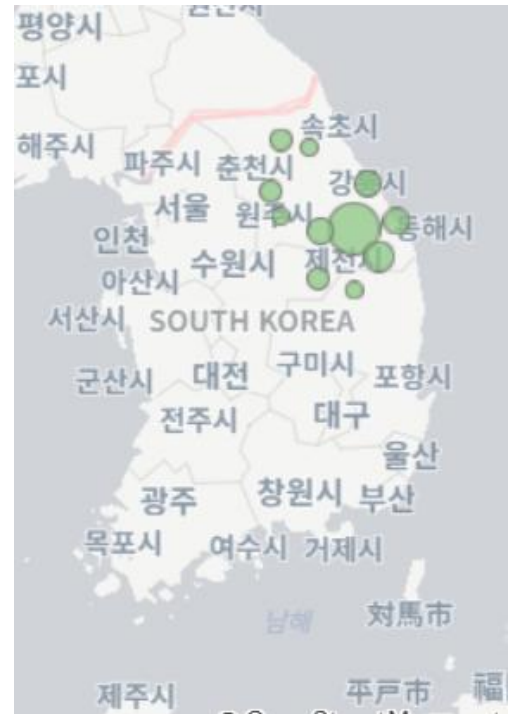 평양시
포시
속초시
해주시
파주시
춘천시
서울
원주시
동해시
인천
수원시
제천시
아산시
서산시
SOUTH KOREA
군산시
대전
구미시
포항시
전주시
대구
울산
광주
창원시
부산
목포시
여수시
거제시
남해
対馬市
제주시
平戸市
福